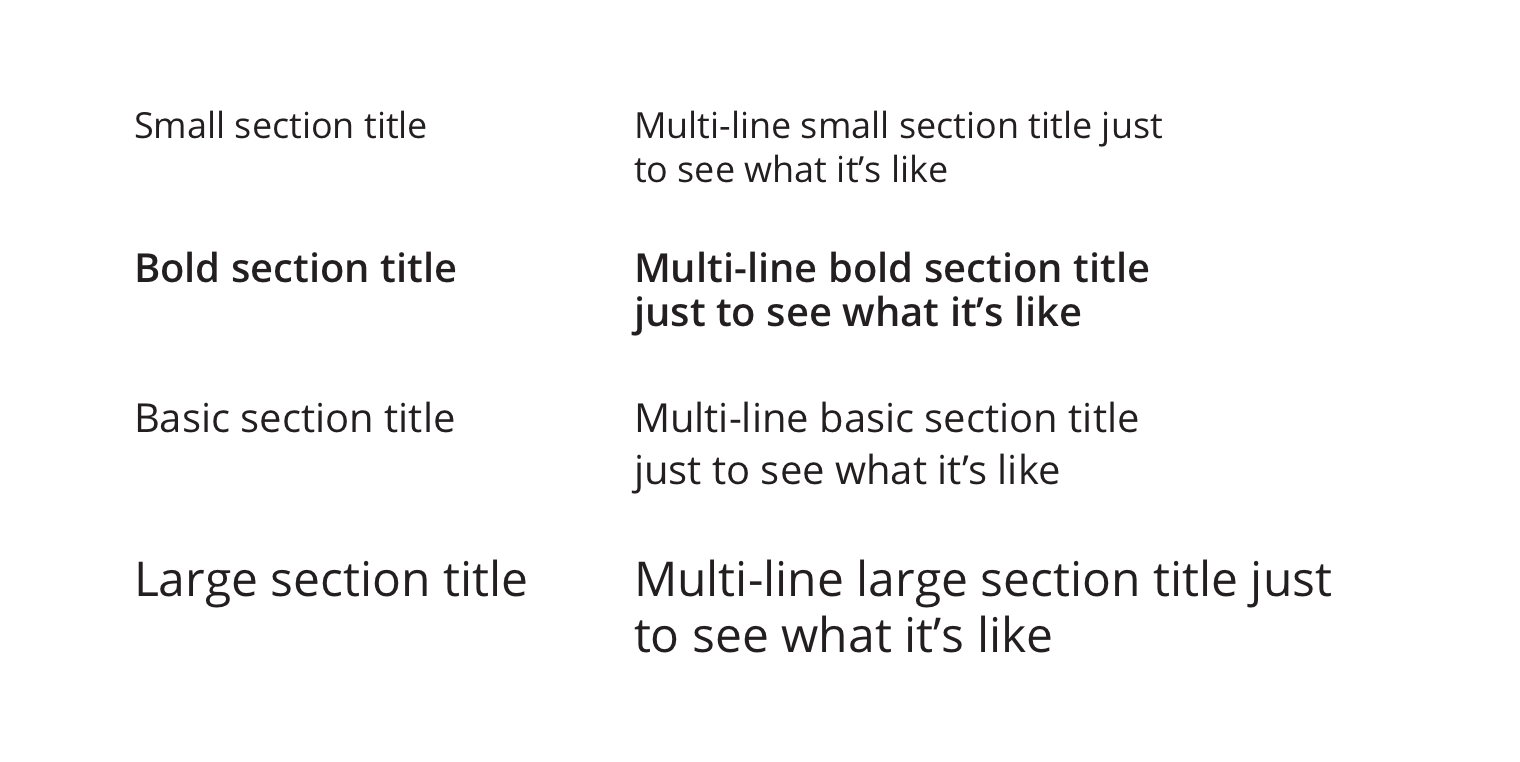 Small section title
Multi-line small section title just
to see what it’s like
Bold section title
Multi-line bold section title
just to see what it’s like
Basic section title
Multi-line basic section title
just to see what it’s like
Large section title
Multi-line large section title just
to see what it’s like